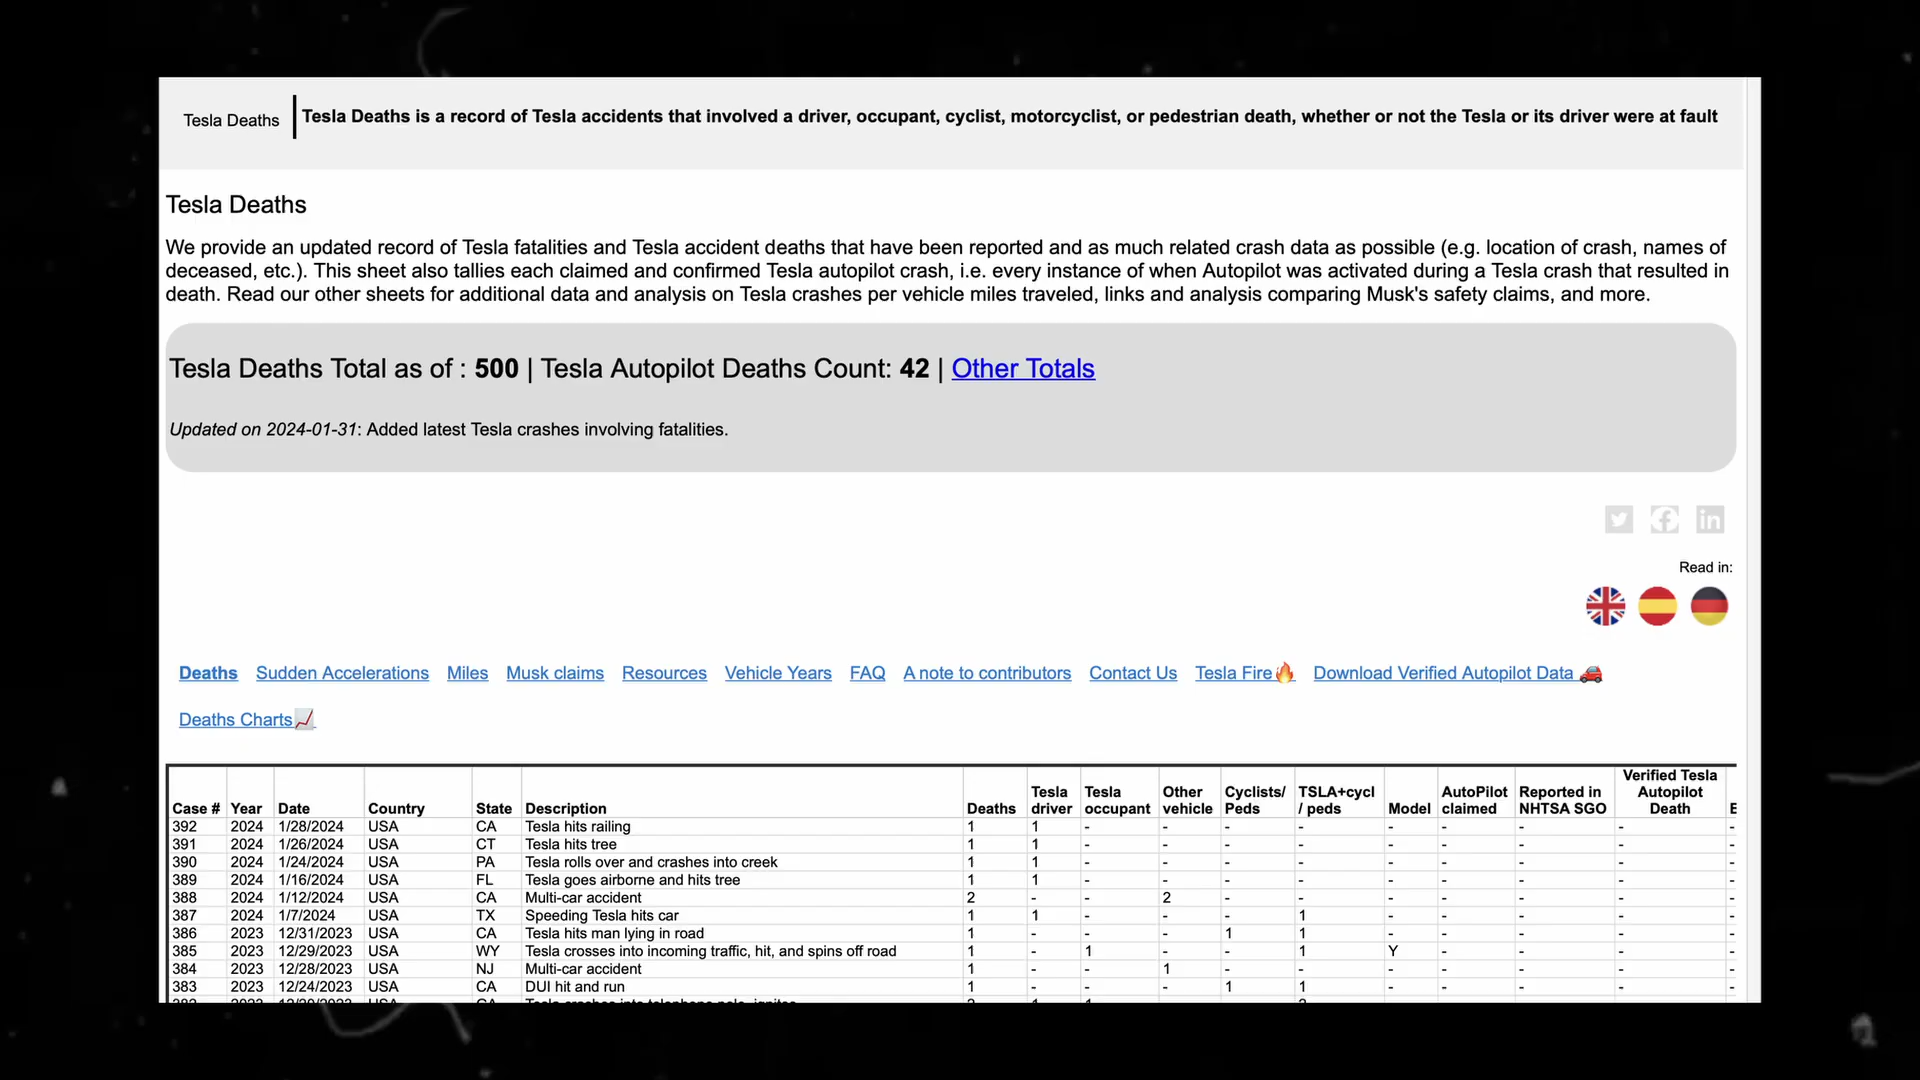 Tesla Deaths
Tesla Deaths is a record of Tesla accidents that involved a driver, occupant, cyclist, motorcyclist, or pedestrian death, whether or not the Tesla or its driver were at fault
Tesla Deaths
We provide an updated record of Tesla fatalities and Tesla accident deaths that have been reported and as much related crash data as possible (e.g. location of crash, names of
deceased, etc.). This sheet also tallies each claimed and confirmed Tesla autopilot crash, i.e. every instance of when Autopilot was activated during a Tesla crash that resulted in
death. Read our other sheets for additional data and analysis on Tesla crashes per vehicle miles traveled, links and analysis comparing Musk's safety claims, and more.
Tesla Deaths Total as of : 500 | Tesla Autopilot Deaths Count: 42 | Other Totals
Updated on 2024-01-31: Added latest Tesla crashes involving fatalities.
Read in:
Deaths Sudden Accelerations Miles Musk claims Resources Vehicle Years FAQ A note to contributors Contact Us Tesla Fire🔥 Download Verified Autopilot Data 🚗
Deaths Charts📈
Case # Year Date Country State Description Deaths Tesla driver Tesla occupant Other vehicle Cyclists/ Peds TSLA+cycl / peds Model AutoPilot claimed Reported in NHTSA SGO Verified Tesla Autopilot Death E
392 2024 1/28/2024 USA CA Tesla hits railing 1 1 - - - - - - - - -
391 2024 1/26/2024 USA CT Tesla hits tree 1 1 - - - - - - - - -
390 2024 1/24/2024 USA PA Tesla rolls over and crashes into creek 1 1 - - - - - - - - -
389 2024 1/16/2024 USA FL Tesla goes airborne and hits tree 1 1 - - - - - - - - -
388 2024 1/12/2024 USA CA Multi-car accident 2 - - 2 - - - - - - -
387 2024 1/7/2024 USA TX Speeding Tesla hits car 1 1 - - - 1 - - - - -
386 2023 12/31/2023 USA CA Tesla hits man lying in road 1 - - - 1 1 - - - - -
385 2023 12/29/2023 USA WY Tesla crosses into incoming traffic, hit, and spins off road 1 - 1 - - 1 Y - - - -
384 2023 12/28/2023 USA NJ Multi-car accident 1 - - 1 - - - - - - -
383 2023 12/24/2023 USA CA DUI hit and run 1 - - - 1 1 - - - - -